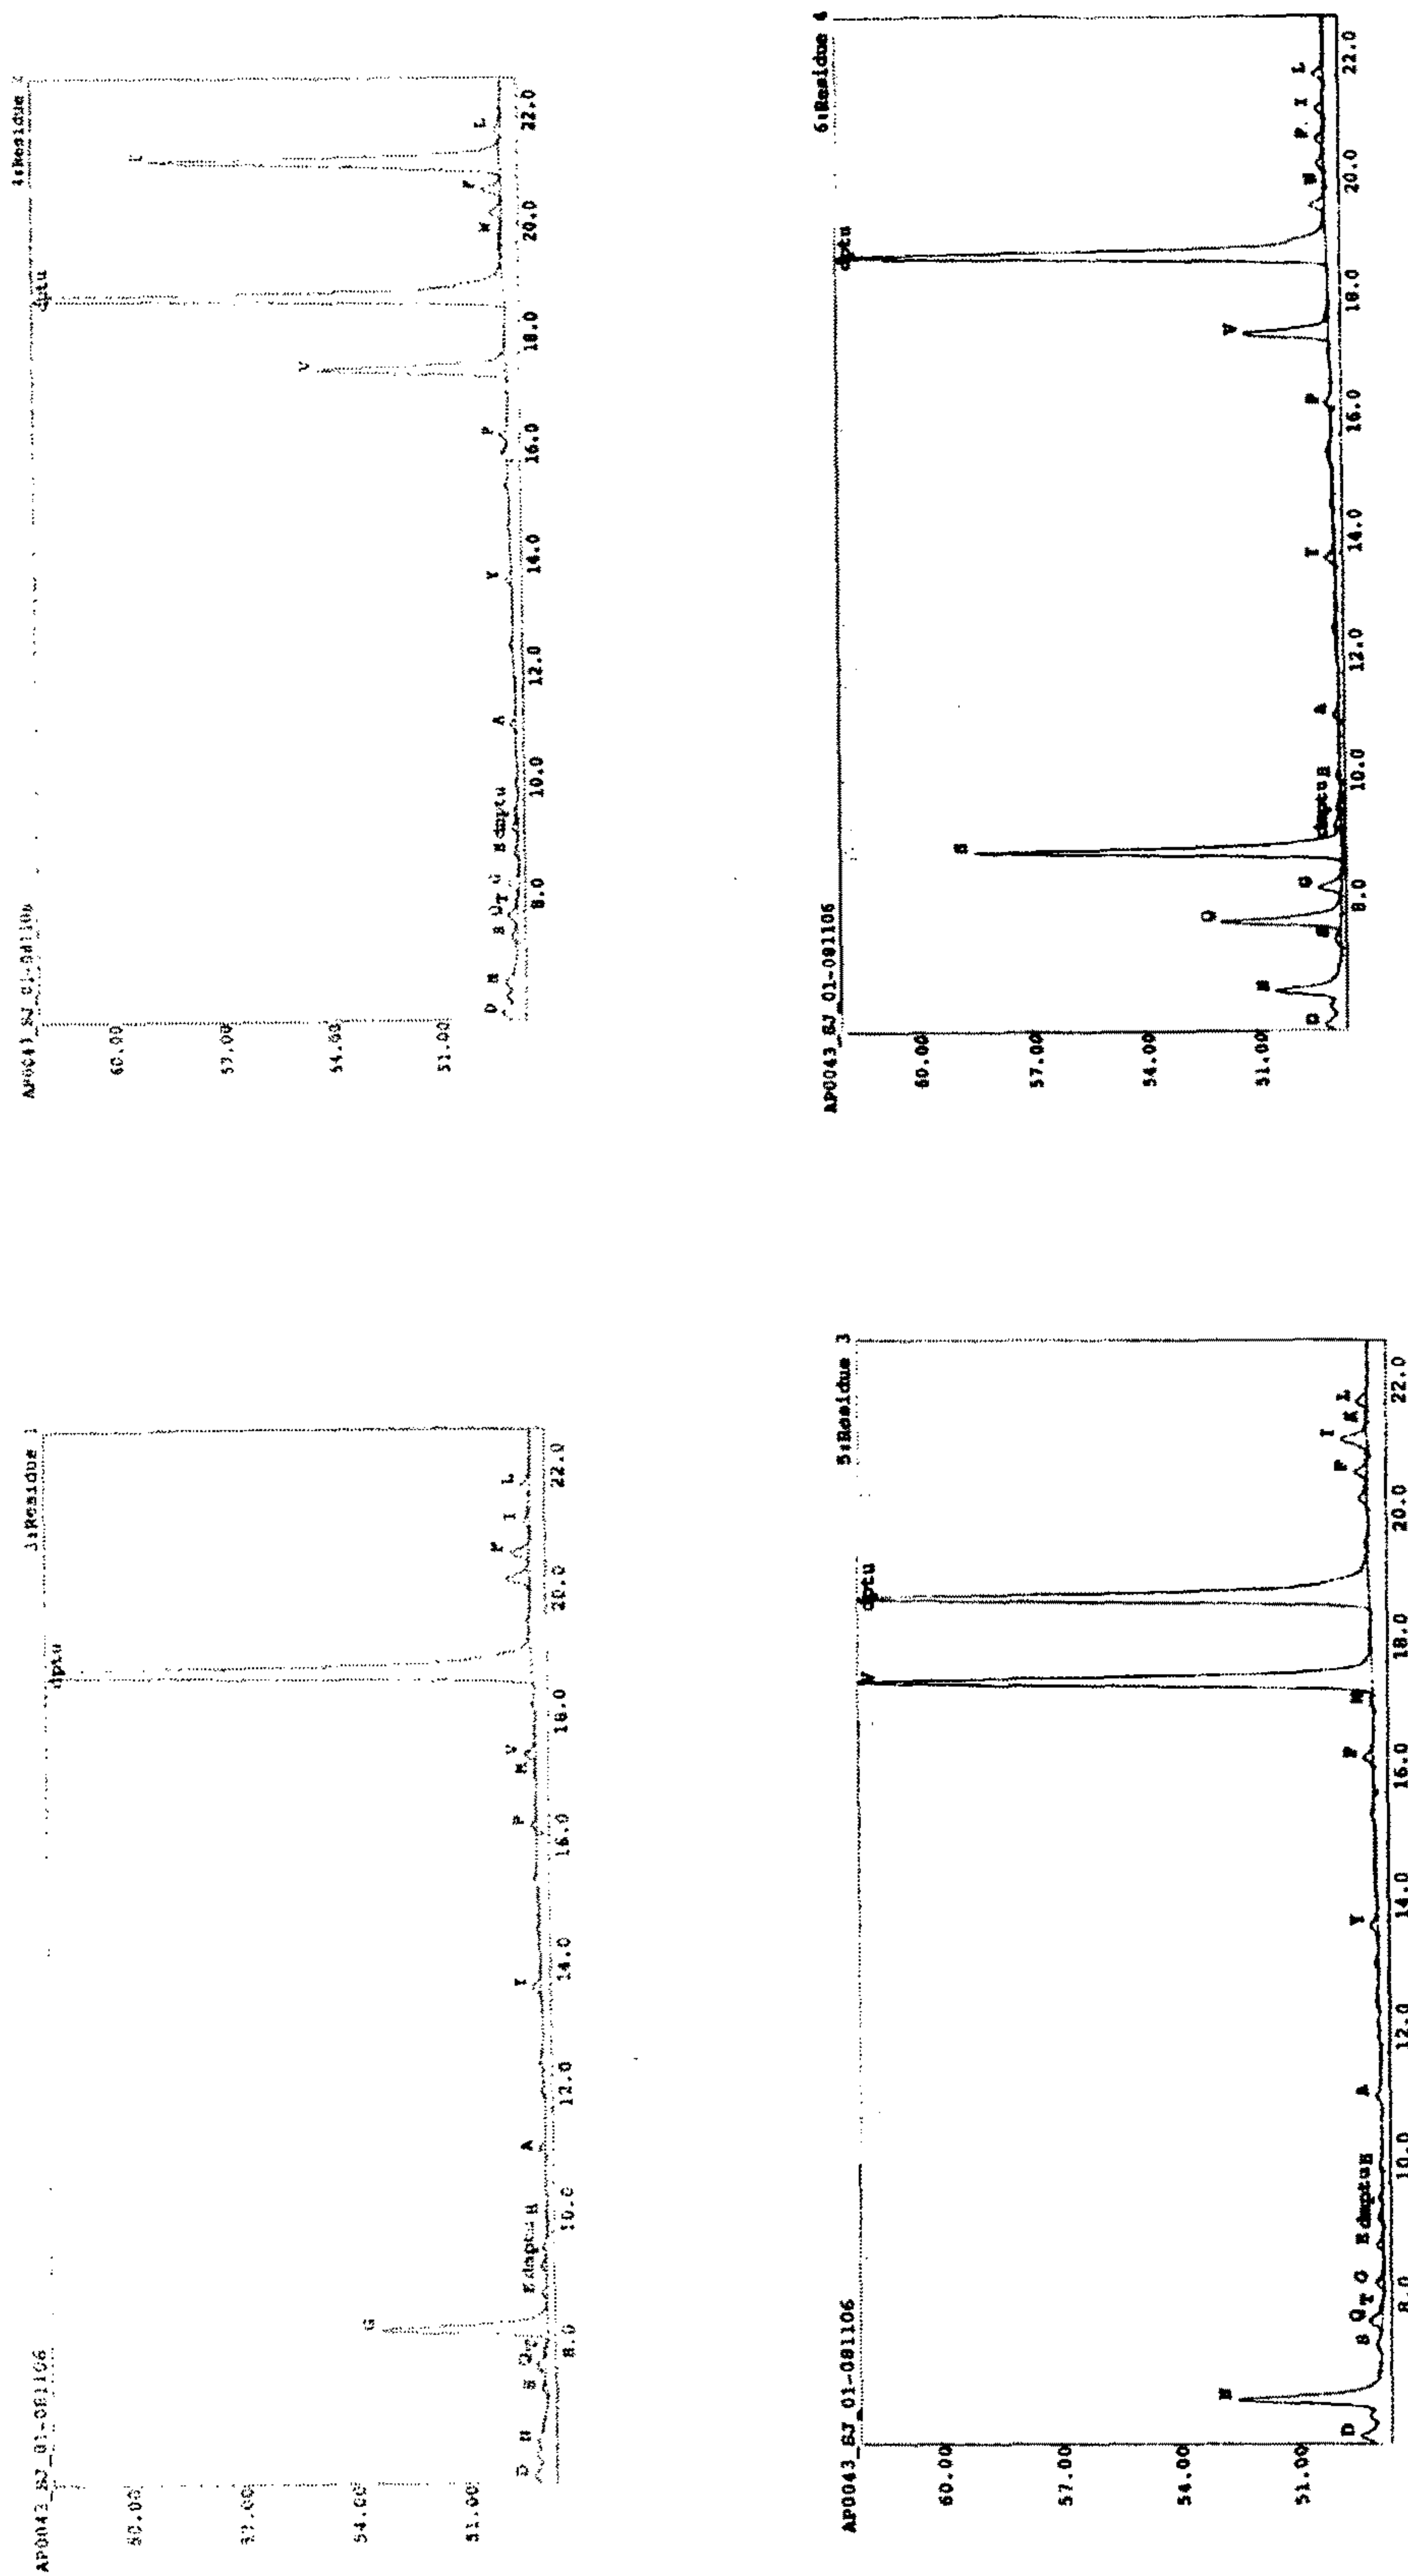 AP0043_SJ_01-081106
3:Residue 1
60.00
57.00
54.00
51.00
D
N
S
Q
T
G
E
dmptu
H
A
Y
P
M
V
dptu
F
I
L
8.0
10.0
12.0
14.0
16.0
18.0
20.0
22.0
AP0043_SJ_01-081106
4:Residue 2
60.00
57.00
54.00
51.00
D
N
S
Q
T
G
E
dmptu
A
Y
P
V
dptu
W
F
I
L
8.0
10.0
12.0
14.0
16.0
18.0
20.0
22.0
AP0043_SJ_01-081106
5:Residue 3
60.00
57.00
54.00
51.00
D
N
S
Q
T
G
E
dmptu
H
A
Y
P
M
V
dptu
F
I
K
L
8.0
10.0
12.0
14.0
16.0
18.0
20.0
22.0
AP0043_SJ_01-081106
6:Residue 4
60.00
57.00
54.00
51.00
D
N
S
Q
G
E
dmptu
H
A
Y
P
V
dptu
W
F
I
L
8.0
10.0
12.0
14.0
16.0
18.0
20.0
22.0